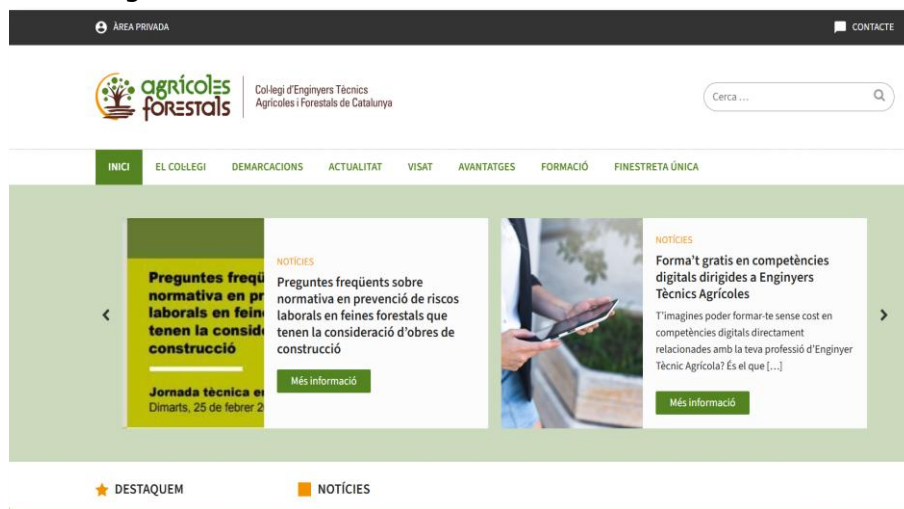 ÀREA PRIVADA
CONTACTE
agrícoles
forestals
Col·legi d'Enginyers Tècnics
Agrícoles i Forestals de Catalunya
Cerca ...
INICI EL COL·LEGI DEMARCACIONS ACTUALITAT VISAT AVANTATGES FORMACIÓ FINESTRETA ÚNICA
Preguntes freqü
normativa en pr
laborals en fein
tenen la consid
construcció
Jornada tècnica e
Dimarts, 25 de febrer 2
NOTÍCIES
Preguntes freqüents sobre
normativa en prevenció de riscos
laborals en feines forestals que
tenen la consideració d'obres de
construcció
Més informació
NOTÍCIES
Forma't gratis en competències
digitals dirigides a Enginyers
Tècnics Agrícoles
T'imagines poder formar-te sense cost en
competències digitals directament
relacionades amb la teva professió d'Enginyer
Tècnic Agrícola? És el que [...]
Més informació
DESTAQUEM
NOTÍCIES